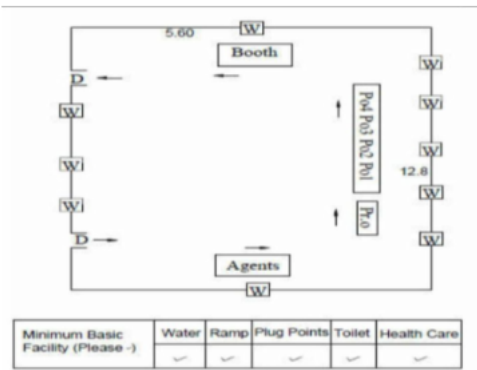 5.60
W
Booth
W
D
W
W
Po4 Po3 Po2 Po1
W
W
12.8
W
W
Pr.o
W
D
Agents
W
Minimum Basic
Facility (Please -)
Water Ramp Plug Points Toilet Health Care
✓ ✓ ✓ ✓ ✓